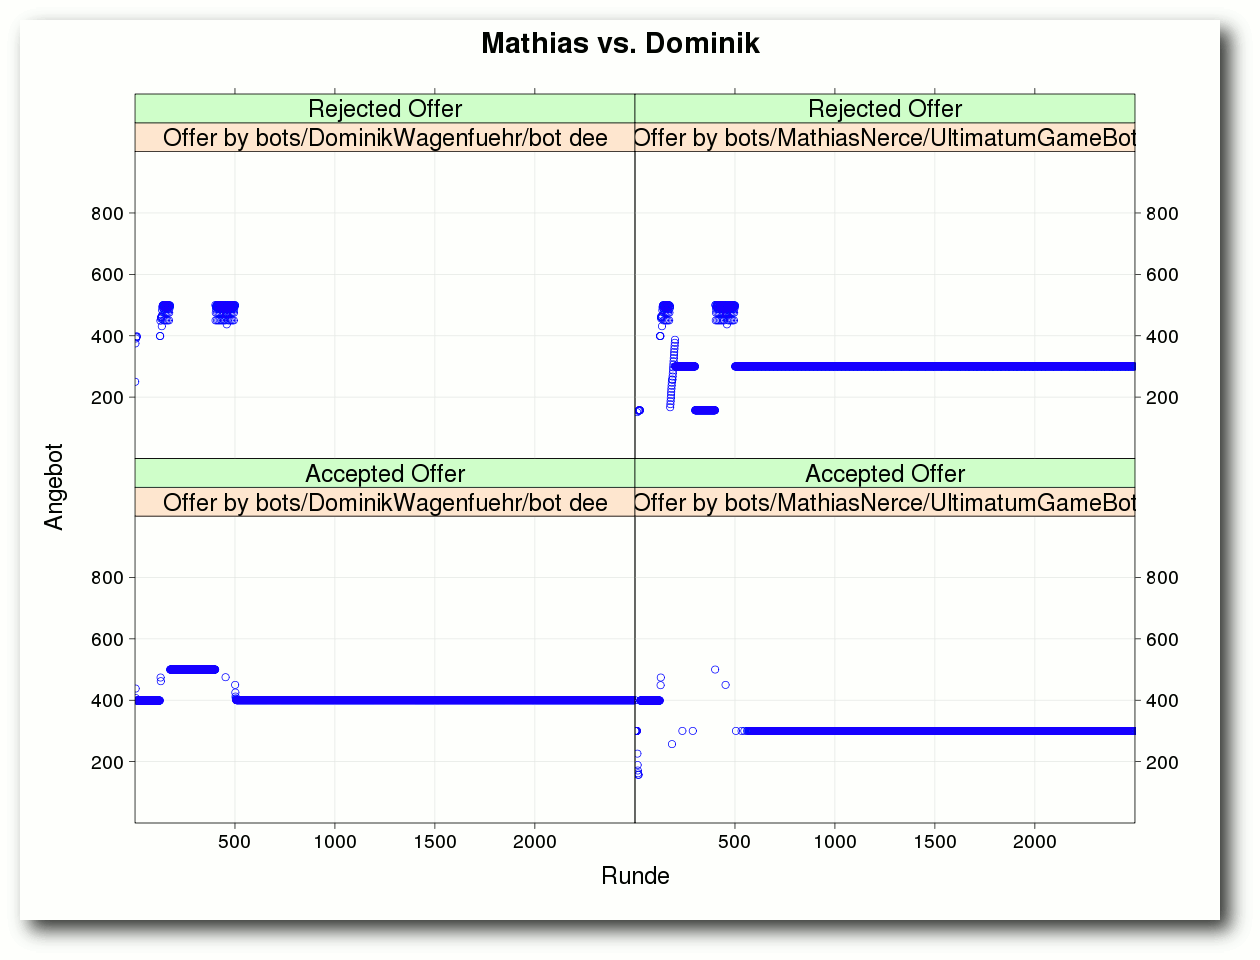 Mathias vs. Dominik
Rejected Offer
Rejected Offer
Offer by bots/DominikWagenfuehr/bot dee
Offer by bots/MathiasNerce/UltimatumGameBot
800
600
400
200
800
600
400
200
Accepted Offer
Accepted Offer
Offer by bots/DominikWagenfuehr/bot dee
Offer by bots/MathiasNerce/UltimatumGameBot
800
600
400
200
800
600
400
200
Angebot
500 1000 1500 2000
500 1000 1500 2000
Runde